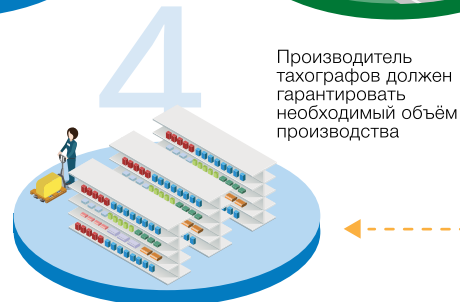 4
Производитель
тахографов должен
гарантировать
необходимый объём
производства